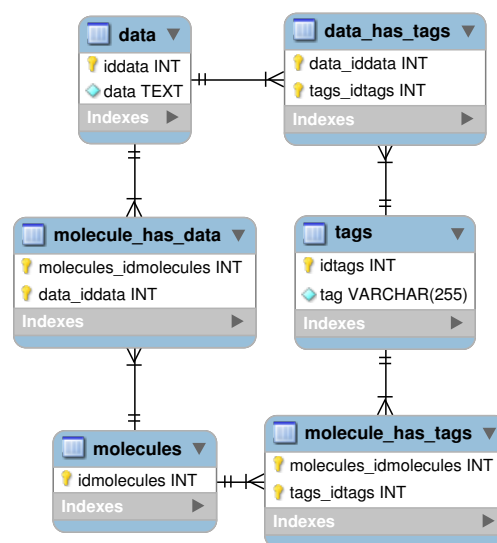 data
iddata INT
data TEXT
Indexes
data_has_tags
data_iddata INT
tags_idtags INT
Indexes
molecule_has_data
molecules_idmolecules INT
data_iddata INT
Indexes
tags
idtags INT
tag VARCHAR(255)
Indexes
molecules
idmolecules INT
Indexes
molecule_has_tags
molecules_idmolecules INT
tags_idtags INT
Indexes